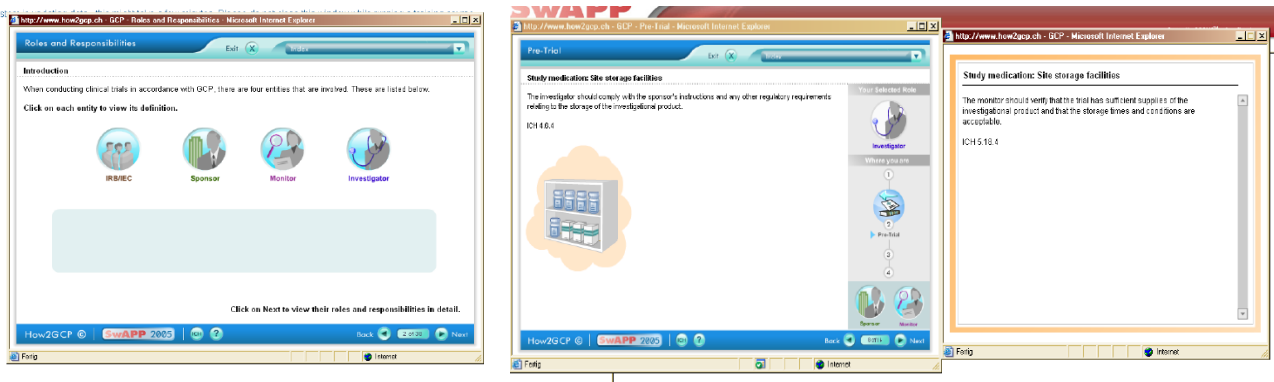 SWAPP
http://www.how2gcp.ch - GCP - Roles and Responsibilities - Microsoft Internet Explorer
Roles and Responsibilities
Exit
Index
Introduction
When conducting clinical trials in accordance with GCP, there are four entities that are involved. These are listed below.
Click on each entity to view its definition.
IRB/IEC
Sponsor
Monitor
Investigator
Click on Next to view their roles and responsibilities in detail.
How2GCP ©
SwAPP 2005
ICH
?
Back
Next
Fertig
Internet
http://www.how2gcp.ch - GCP - Pre-Trial - Microsoft Internet Explorer
Pre-Trial
Exit
Index
Study medication: Site storage facilities
The investigator should comply with the sponsor's instructions and any other regulatory requirements
relating to the storage of the investigational product.
ICH 4.6.4
Your Selected Role
Investigator
Where you are
1
2
Pre-Trial
3
4
Sponsor
Monitor
How2GCP ©
SwAPP 2005
ICH
?
Back
Next
Fertig
Internet
http://www.how2gcp.ch - GCP - Microsoft Internet Explorer
Study medication: Site storage facilities
The monitor should verify that the trial has sufficient supplies of the
investigational product and that the storage times and conditions are
acceptable.
ICH 5.18.4
Fertig
Internet